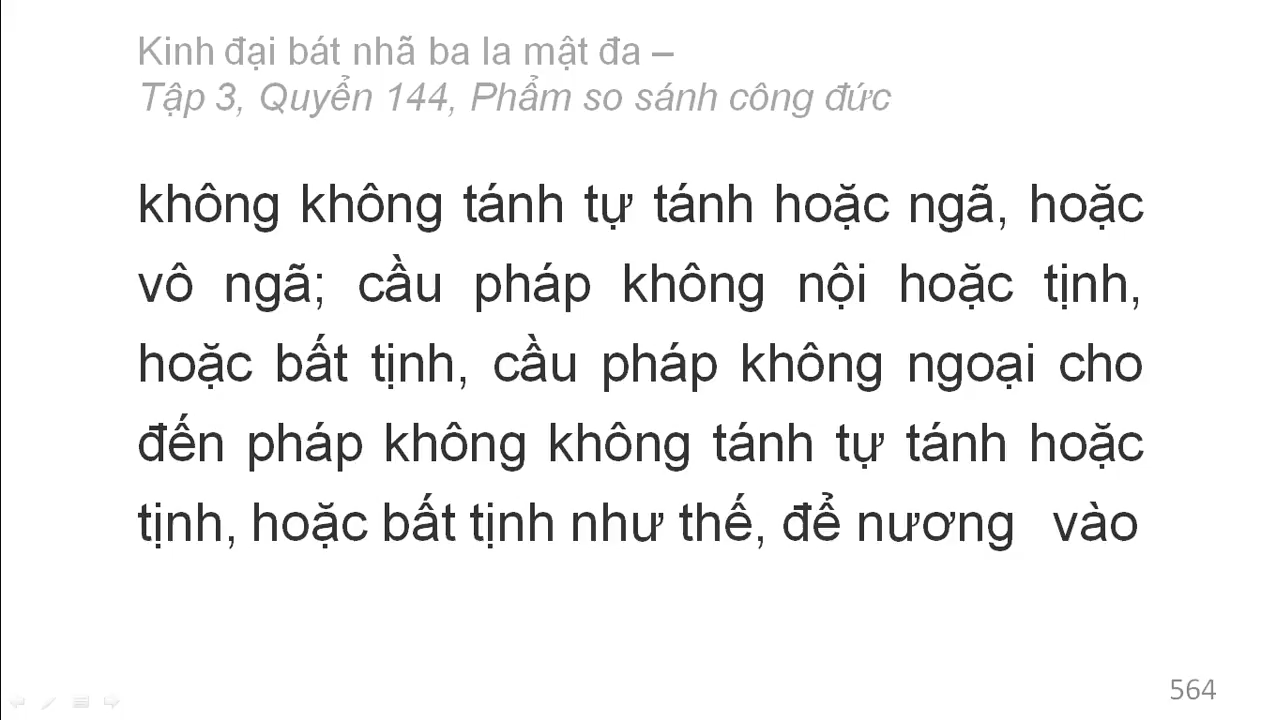 Kinh đại bát nhã ba la mật đa –
Tập 3, Quyển 144, Phẩm so sánh công đức
không không tánh tự tánh hoặc ngã, hoặc
vô ngã; cầu pháp không nội hoặc tịnh,
hoặc bất tịnh, cầu pháp không ngoại cho
đến pháp không không tánh tự tánh hoặc
tịnh, hoặc bất tịnh như thế, để nương vào
564